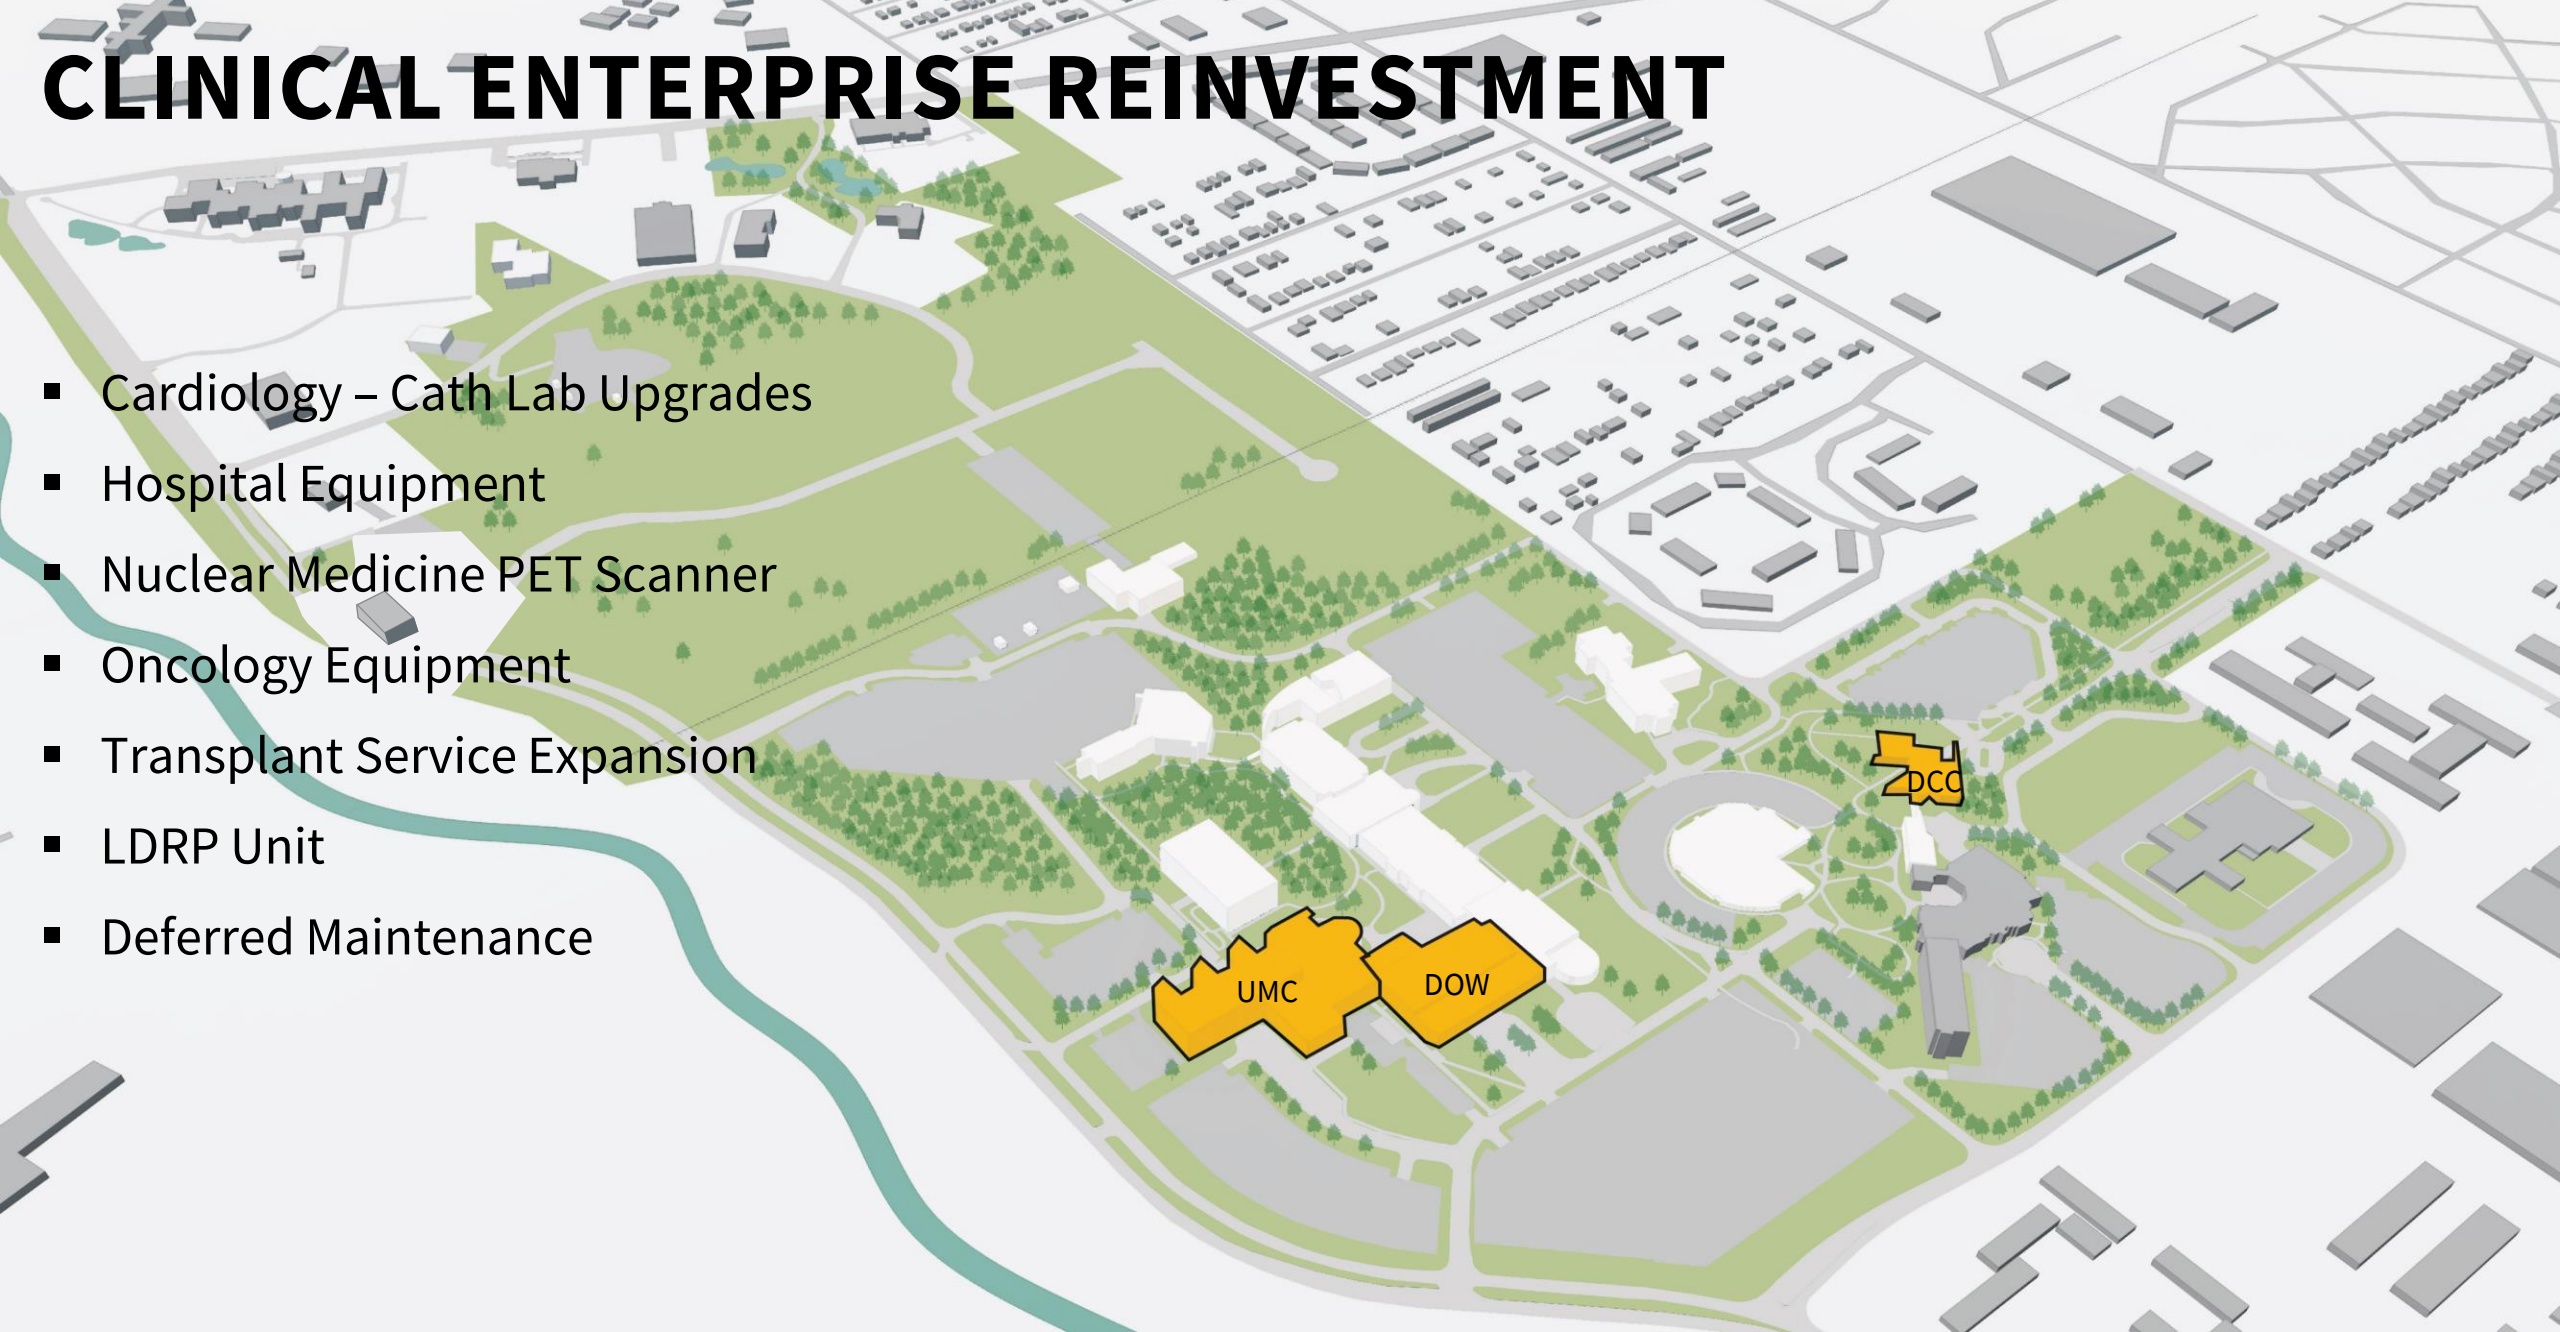 CLINICAL ENTERPRISE REINVESTMENT
▪ Cardiology – Cath Lab Upgrades
▪ Hospital Equipment
▪ Nuclear Medicine PET Scanner
▪ Oncology Equipment
▪ Transplant Service Expansion
▪ LDRP Unit
▪ Deferred Maintenance
DCC
UMC
DOW